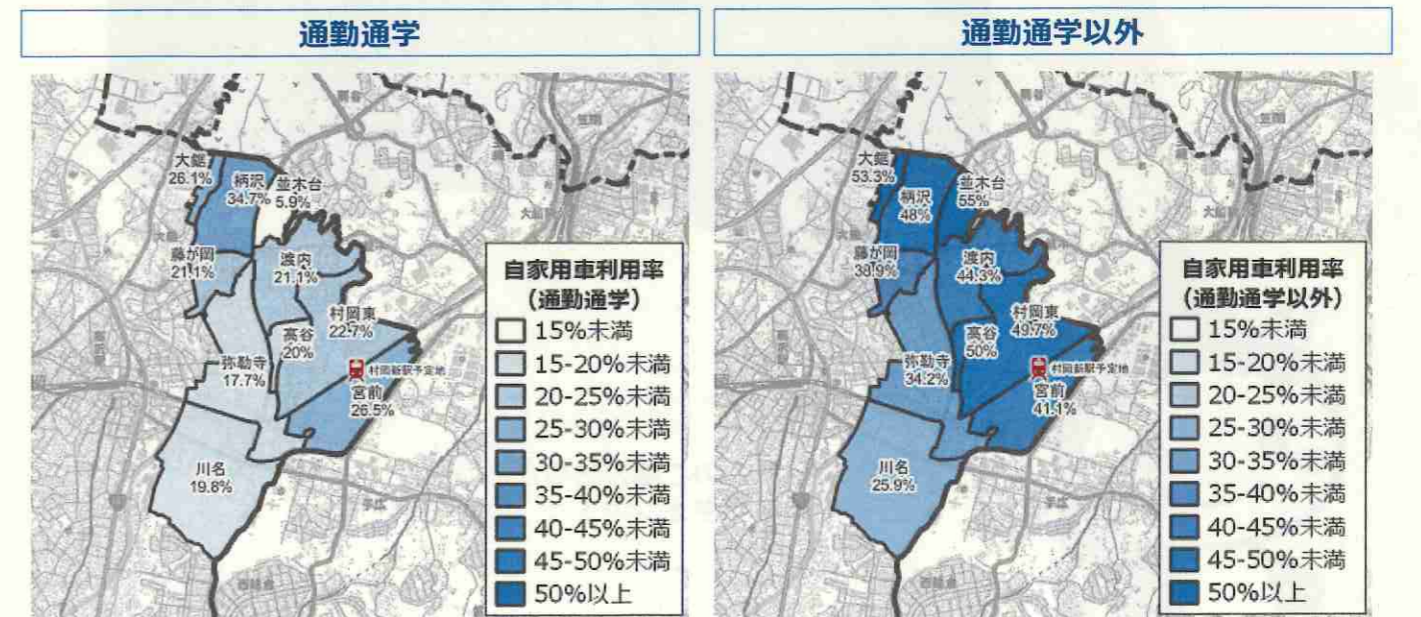 通勤通学
大鋸
26.1%
柄沢
34.7%
並木台
5.9%
藤が岡
21.1%
渡内
21.1%
村岡東
22.7%
高谷
20%
弥勒寺
17.7%
村岡新駅予定地
宮前
26.5%
川名
19.8%
笠間
手広
自家用車利用率
(通勤通学)
15%未満
15-20%未満
20-25%未満
25-30%未満
30-35%未満
35-40%未満
40-45%未満
45-50%未満
50%以上
通勤通学以外
大鋸
53.3%
柄沢
48%
並木台
55%
藤が岡
38.9%
渡内
44.3%
村岡東
49.7%
高谷
50%
弥勒寺
34.2%
村岡新駅予定地
宮前
41.1%
川名
25.9%
笠間
手広
自家用車利用率
(通勤通学以外)
15%未満
15-20%未満
20-25%未満
25-30%未満
30-35%未満
35-40%未満
40-45%未満
45-50%未満
50%以上